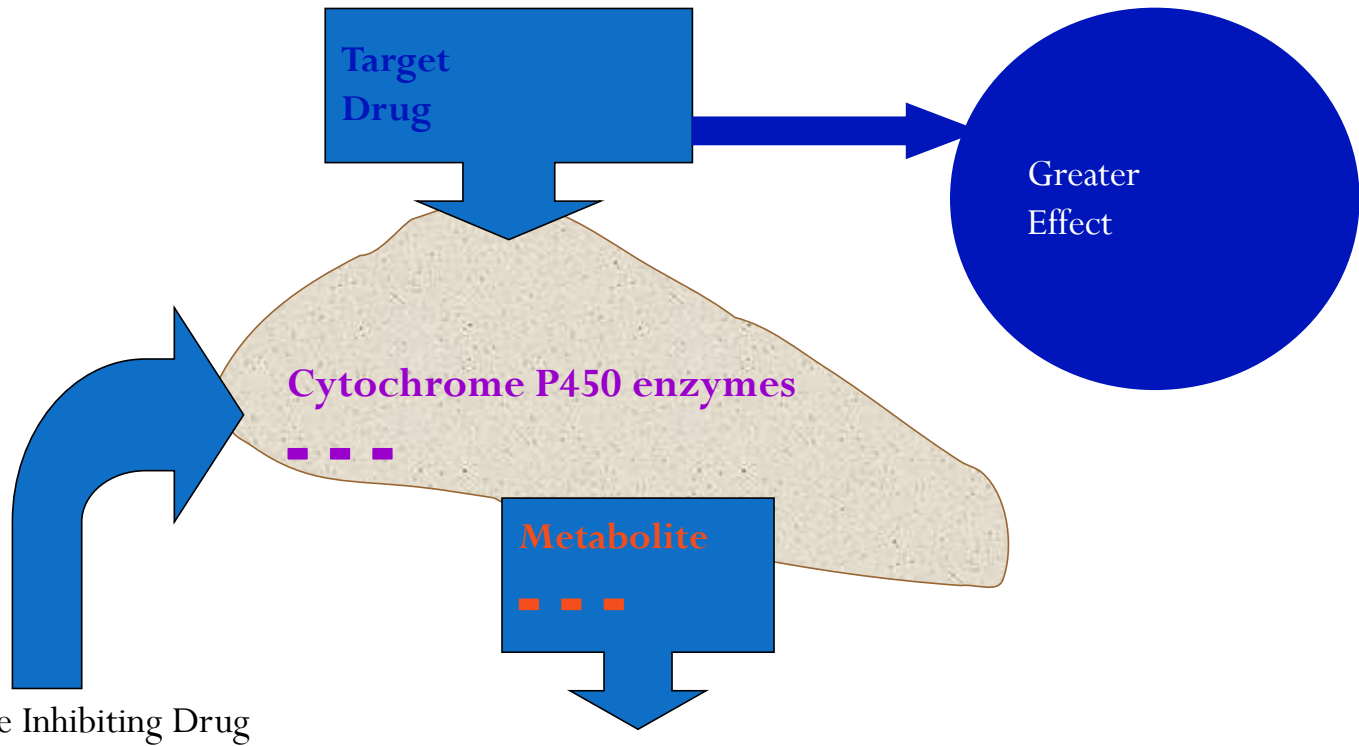 Target
Drug
Greater
Effect
Cytochrome P450 enzymes
- - -
Metabolite
- - -
e Inhibiting Drug